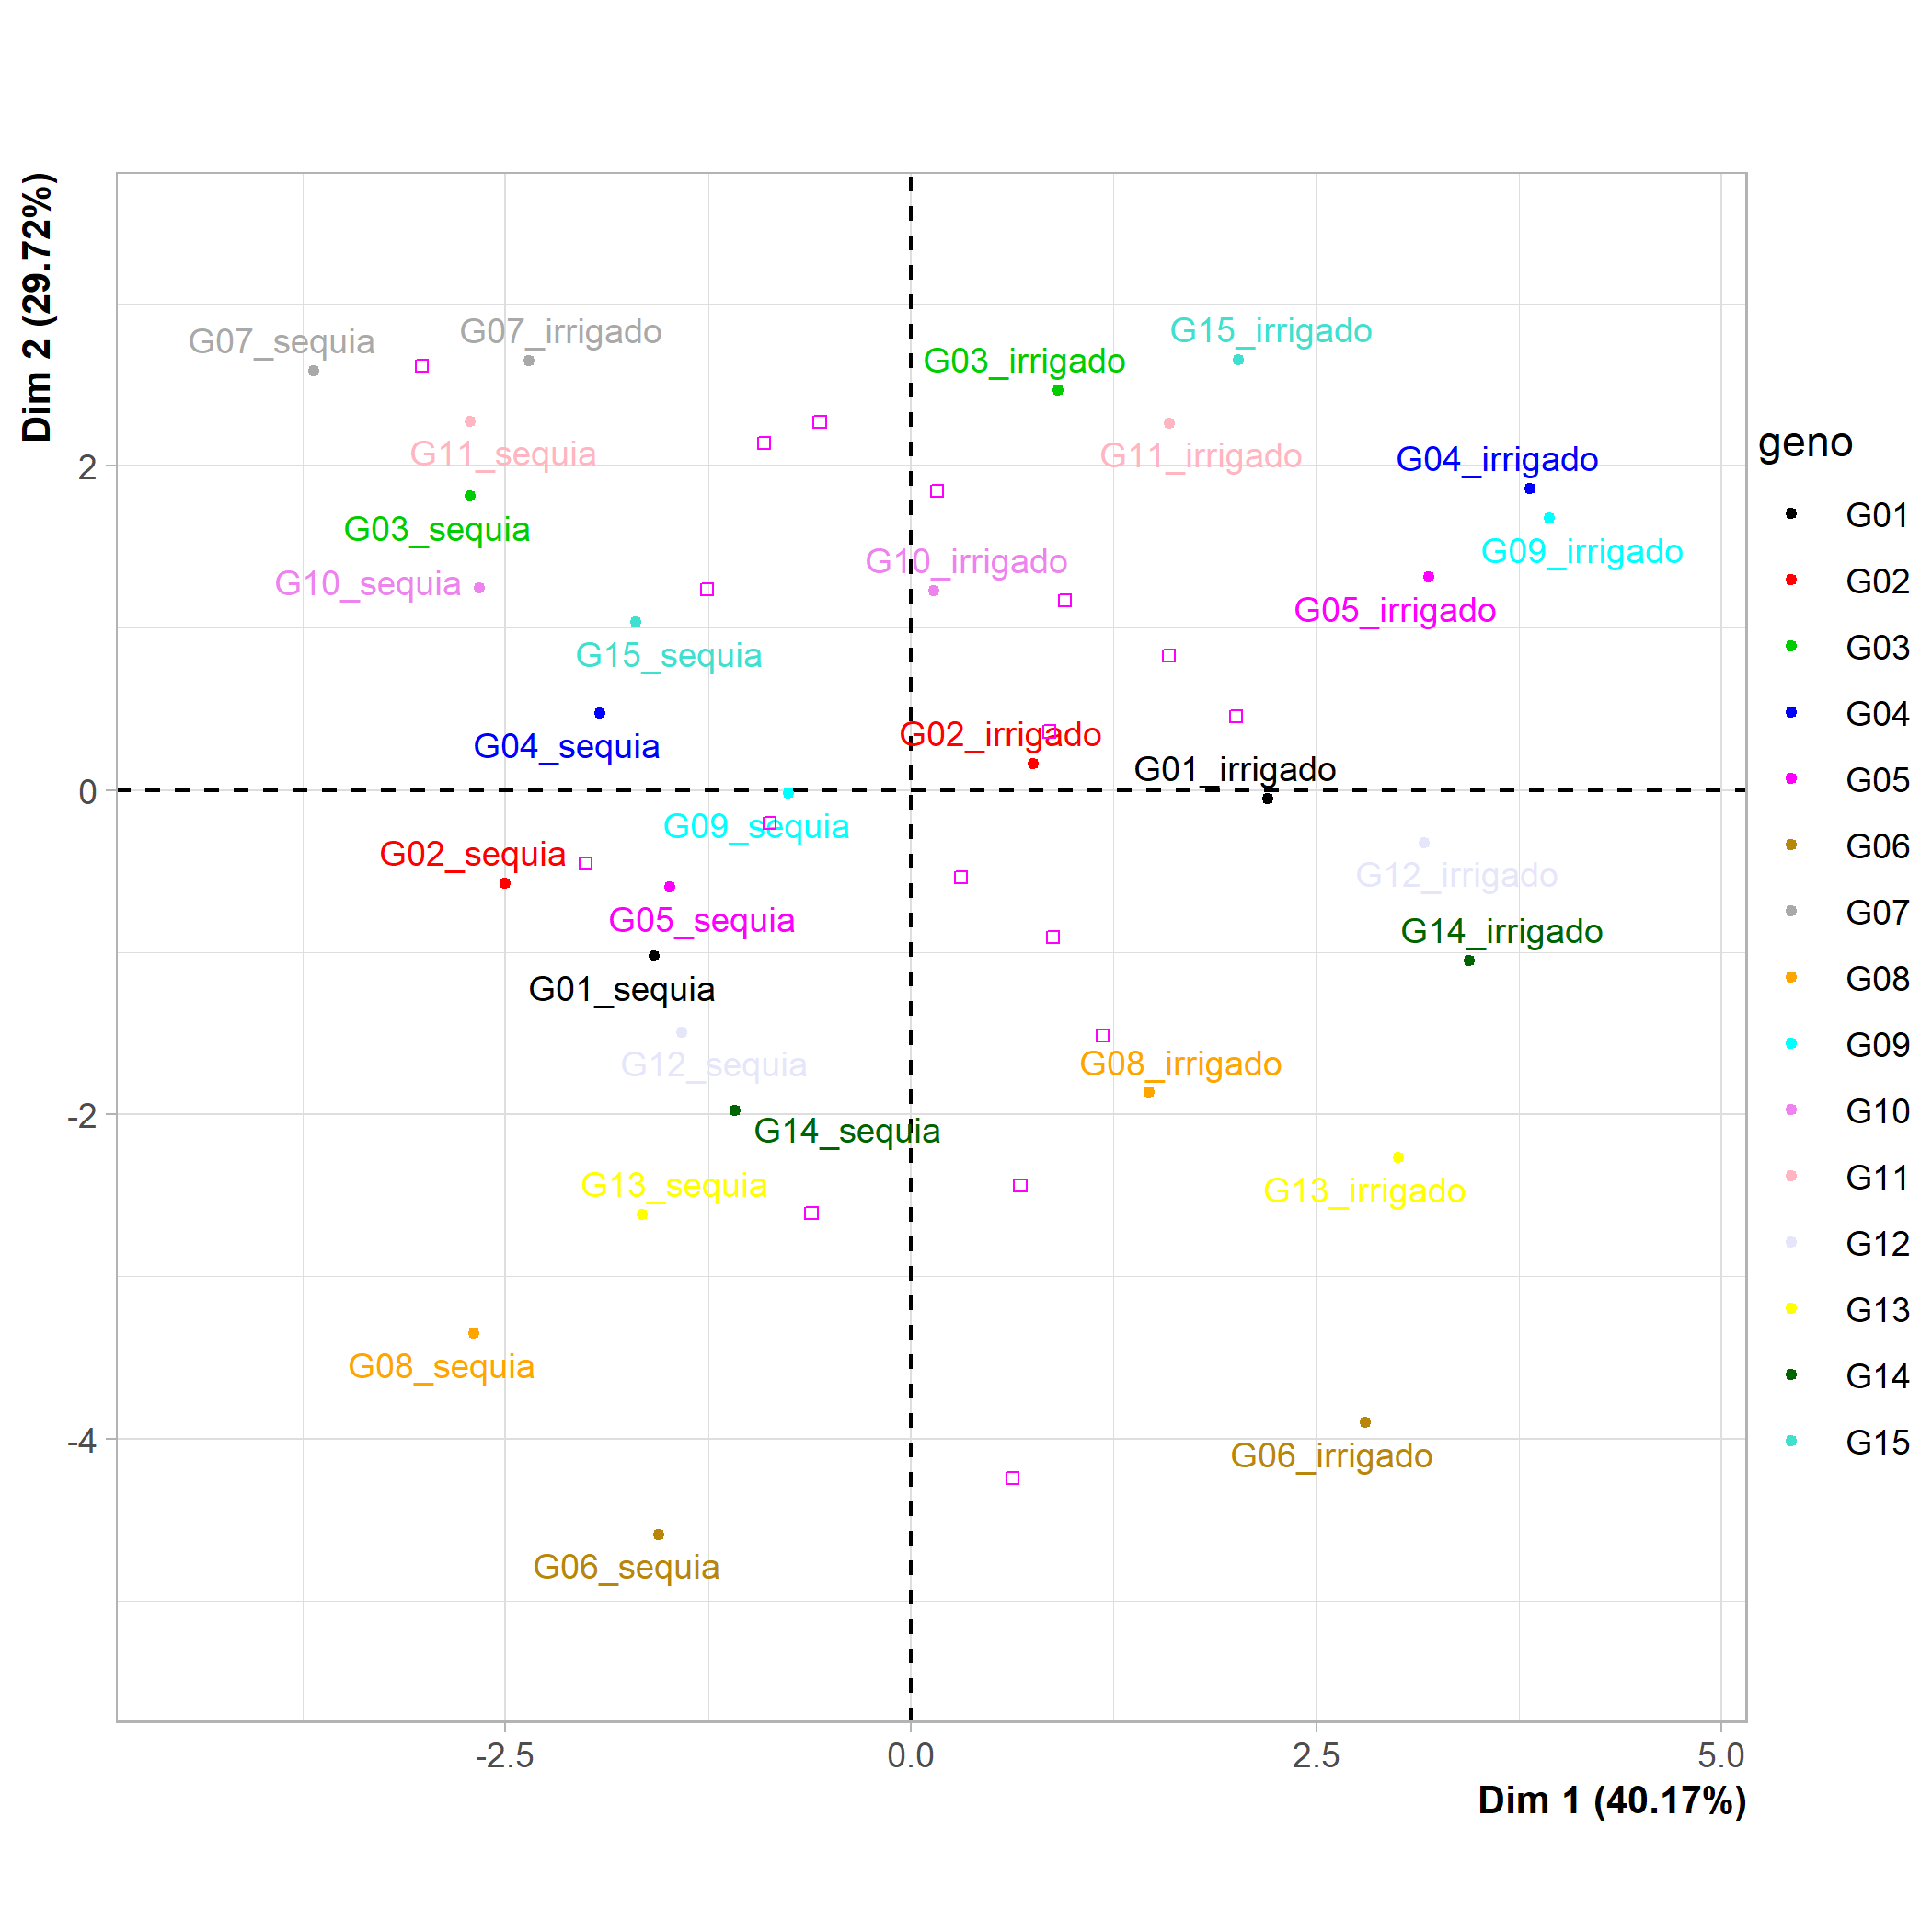 Dim 2 (29.72%)
G07_sequia
G07_irrigado
G15_irrigado
G03_irrigado
G11_sequia
G11_irrigado
G04_irrigado
G03_sequia
G09_irrigado
G10_irrigado
G10_sequia
G05_irrigado
G15_sequia
G02_irrigado
G04_sequia
G01_irrigado
G09_sequia
G02_sequia
G12_irrigado
G05_sequia
G14_irrigado
G01_sequia
G12_sequia
G08_irrigado
G14_sequia
G13_sequia
G13_irrigado
G08_sequia
G06_irrigado
G06_sequia
2
0
-2
-4
-2.5
0.0
2.5
5.0
Dim 1 (40.17%)
geno
G01
G02
G03
G04
G05
G06
G07
G08
G09
G10
G11
G12
G13
G14
G15